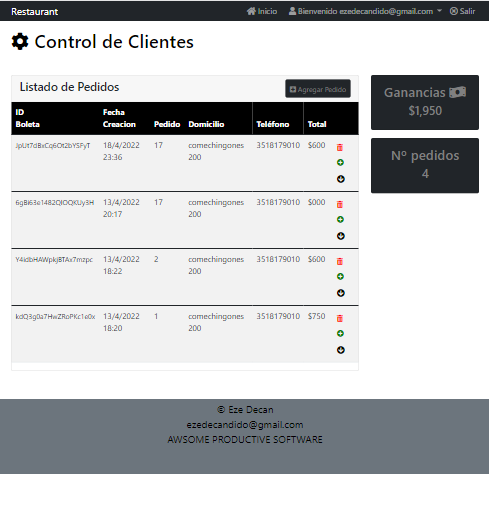 Restaurant Inicio Bienvenido ezedecandido@gmail.com Salir
Control de Clientes
Listado de Pedidos Agregar Pedido
ID Boleta Fecha Creacion Pedido Domicilio Teléfono Total
JpUt7dBxCq6Ot2bYSFyT 18/4/2022 23:36 17 comechingones 200 3518179010 $600
6gBi63e1482QIOQKUy3H 13/4/2022 20:17 17 comechingones 200 3518179010 $000
Y4idbHAWpkjBTAx7mzpc 13/4/2022 18:22 2 comechingones 200 3518179010 $600
kdQ3g0a7HwZRoPKc1e0x 13/4/2022 18:20 1 comechingones 200 3518179010 $750
Ganancias
$1,950
Nº pedidos
4
© Eze Decan
ezedecandido@gmail.com
AWSOME PRODUCTIVE SOFTWARE